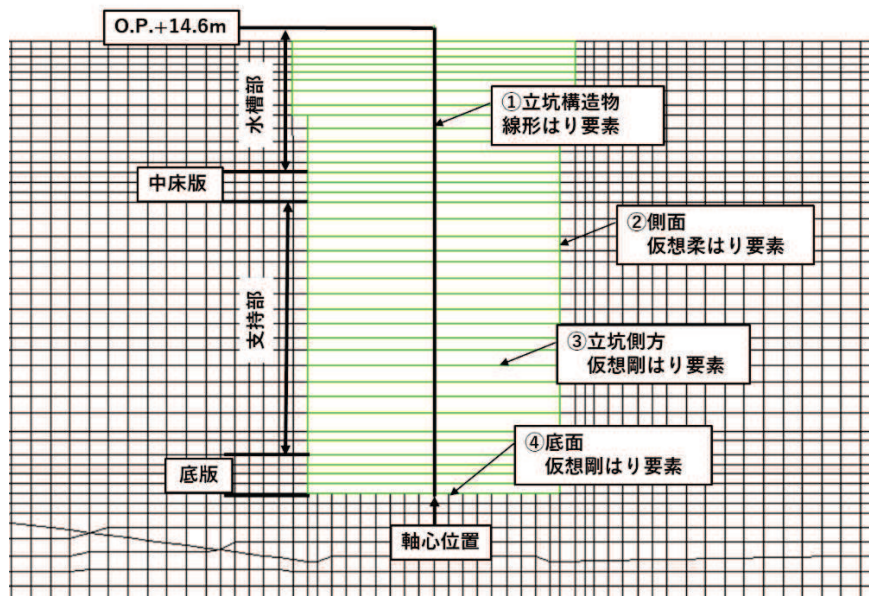 O.P.+14.6m
水槽部
①立坑構造物
線形はり要素
中床版
②側面
仮想柔はり要素
支持部
③立坑側方
仮想剛はり要素
④底面
仮想剛はり要素
底版
軸心位置